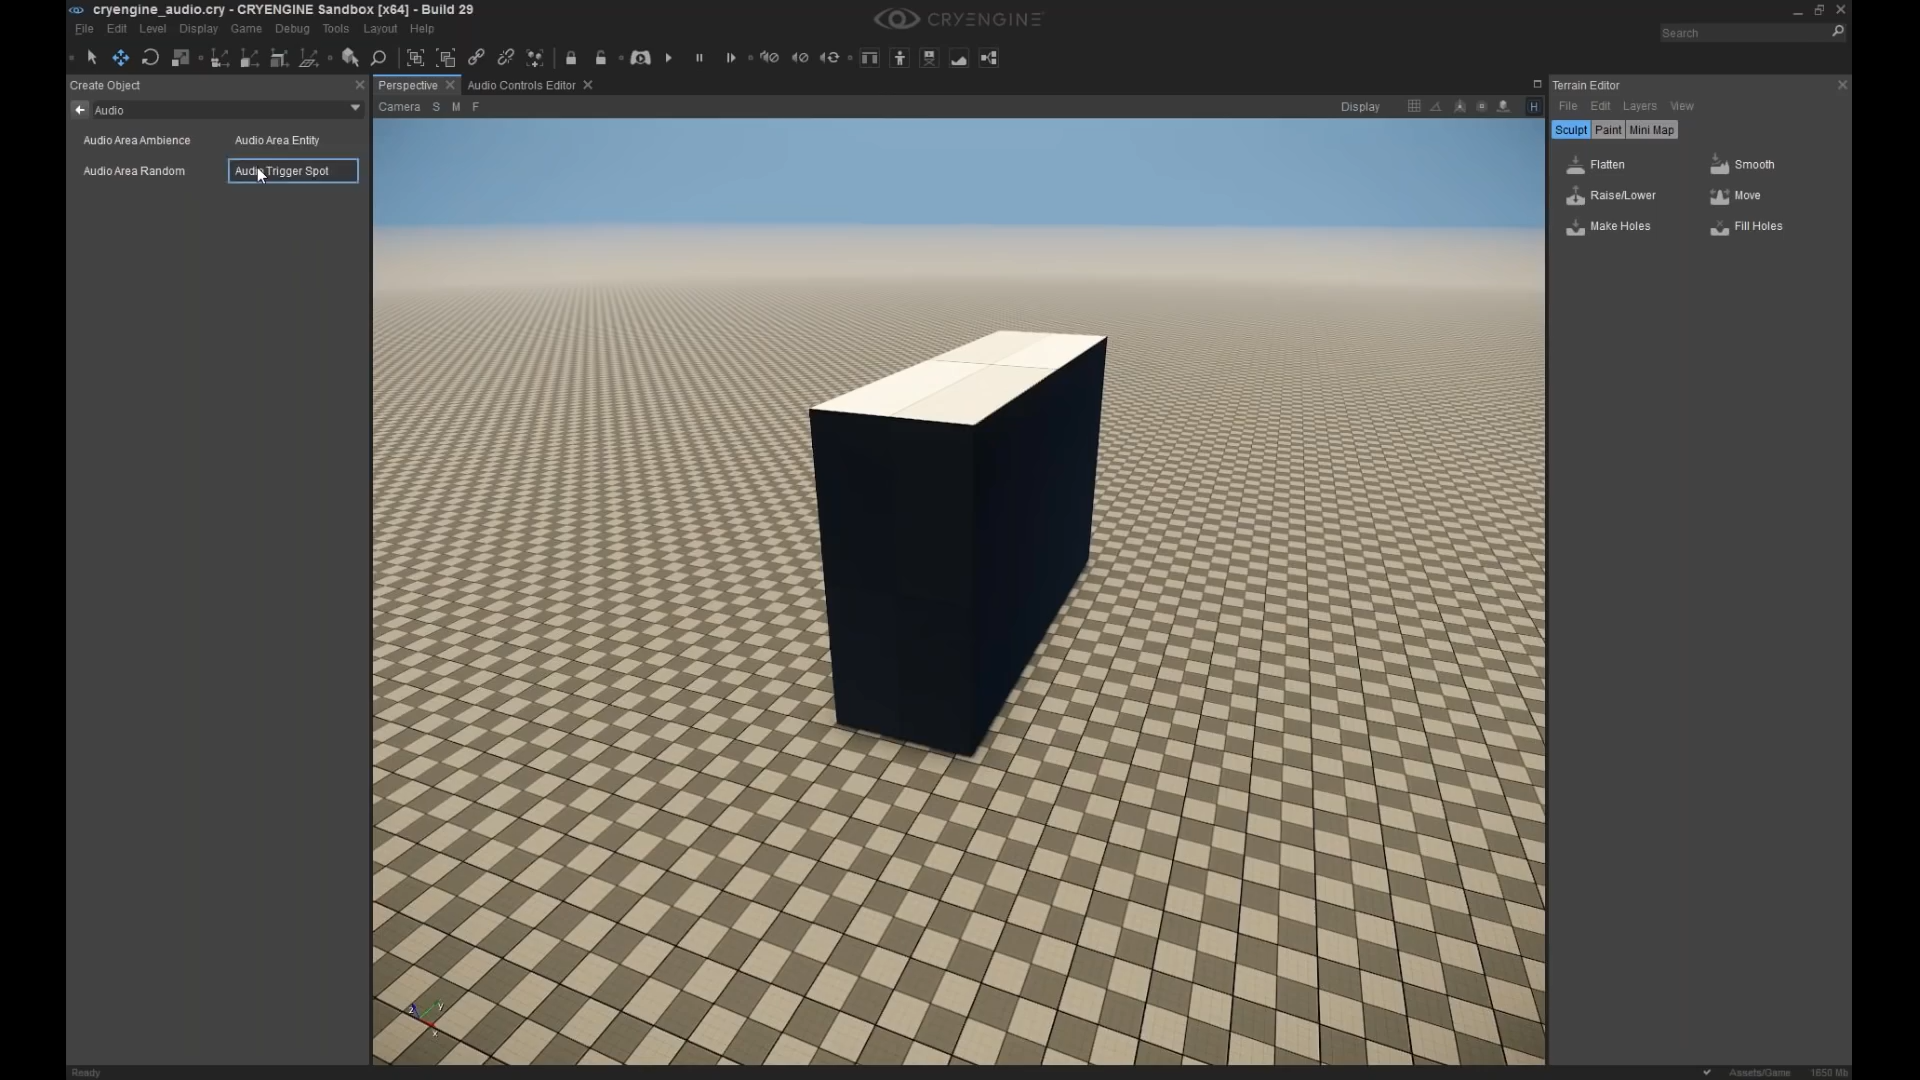 cryengine_audio.cry - CRYENGINE Sandbox [x64] - Build 29
CRYENGINE
File Edit Level Display Game Debug Tools Layout Help
Search
Create Object
Perspective
Audio Controls Editor
Terrain Editor
Audio
Camera S M F
Display
H
File Edit Layers View
Sculpt Paint Mini Map
Audio Area Ambience
Audio Area Entity
Audio Area Random
Audio Trigger Spot
Flatten
Smooth
Raise/Lower
Move
Make Holes
Fill Holes
z
y
x
Ready
Assets/Game
1650 Mb